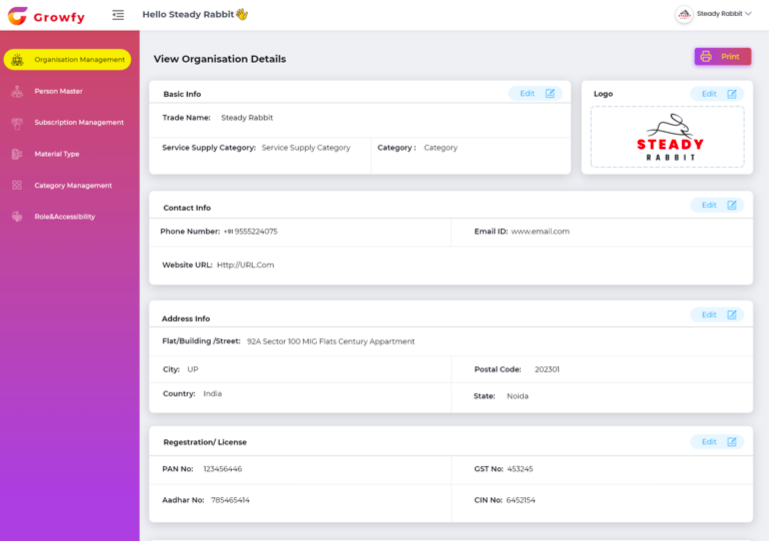 Growfy
Hello Steady Rabbit👋
Steady Rabbit
Organisation Management
Person Master
Subscription Management
Material Type
Category Management
Role&Accessibility
View Organisation Details
Print
Basic Info
Edit
Trade Name: Steady Rabbit
Service Supply Category: Service Supply Category
Category : Category
Logo
Edit
STEADY
RABBIT
Contact Info
Edit
Phone Number: +91 9555224075
Email ID: www.email.com
Website URL: Http://URL.Com
Address Info
Edit
Flat/Building /Street: 92A Sector 100 MIG Flats Century Appartment
City: UP
Postal Code: 202301
Country: India
State: Noida
Regestration/ License
Edit
PAN No: 123456446
GST No: 453245
Aadhar No: 785465414
CIN No: 6452154